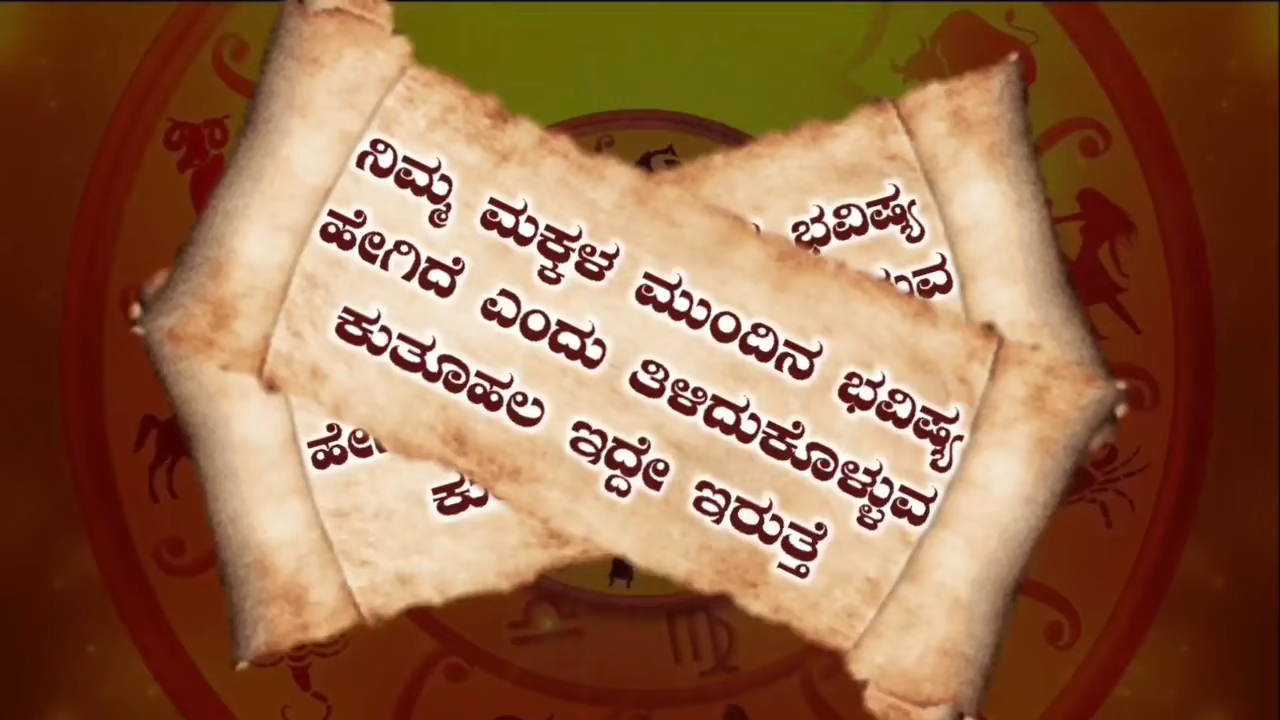 ನಿಮ್ಮ ಮಕ್ಕಳ ಮುಂದಿನ ಭವಿಷ್ಯ
ಹೇಗಿದೆ ಎಂದು ತಿಳಿದುಕೊಳ್ಳುವ
ಕುತೂಹಲ ಇದ್ದೇ ಇರುತ್ತೆ
ಭವಿಷ್ಯ